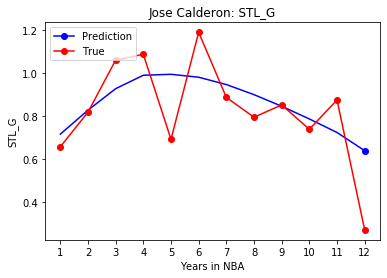 Jose Calderon: STL_G
Prediction
True
1.2
1.0
0.8
0.6
0.4
STL_G
1 2 3 4 5 6 7 8 9 10 11 12
Years in NBA